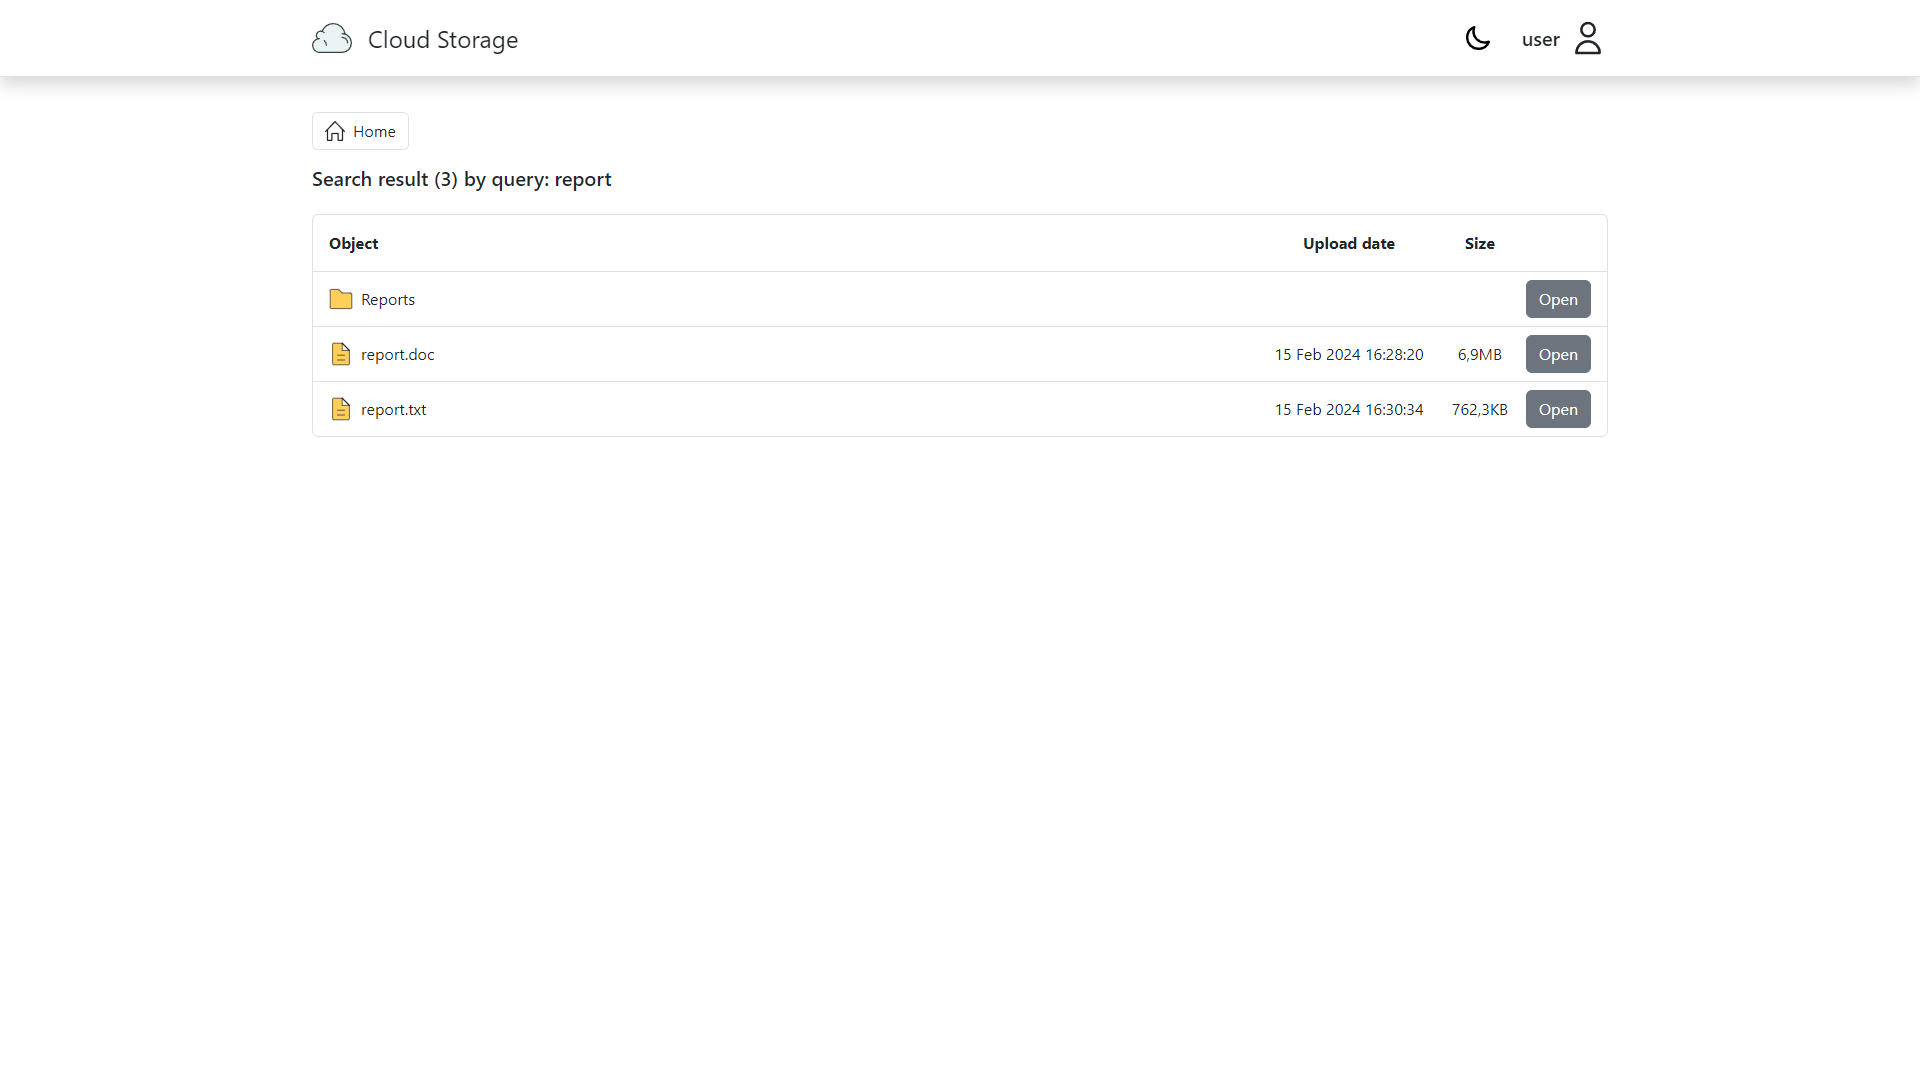 Cloud Storage
user
Home
Search result (3) by query: report
Object Upload date Size
Reports Open
report.doc 15 Feb 2024 16:28:20 6,9MB Open
report.txt 15 Feb 2024 16:30:34 762,3KB Open